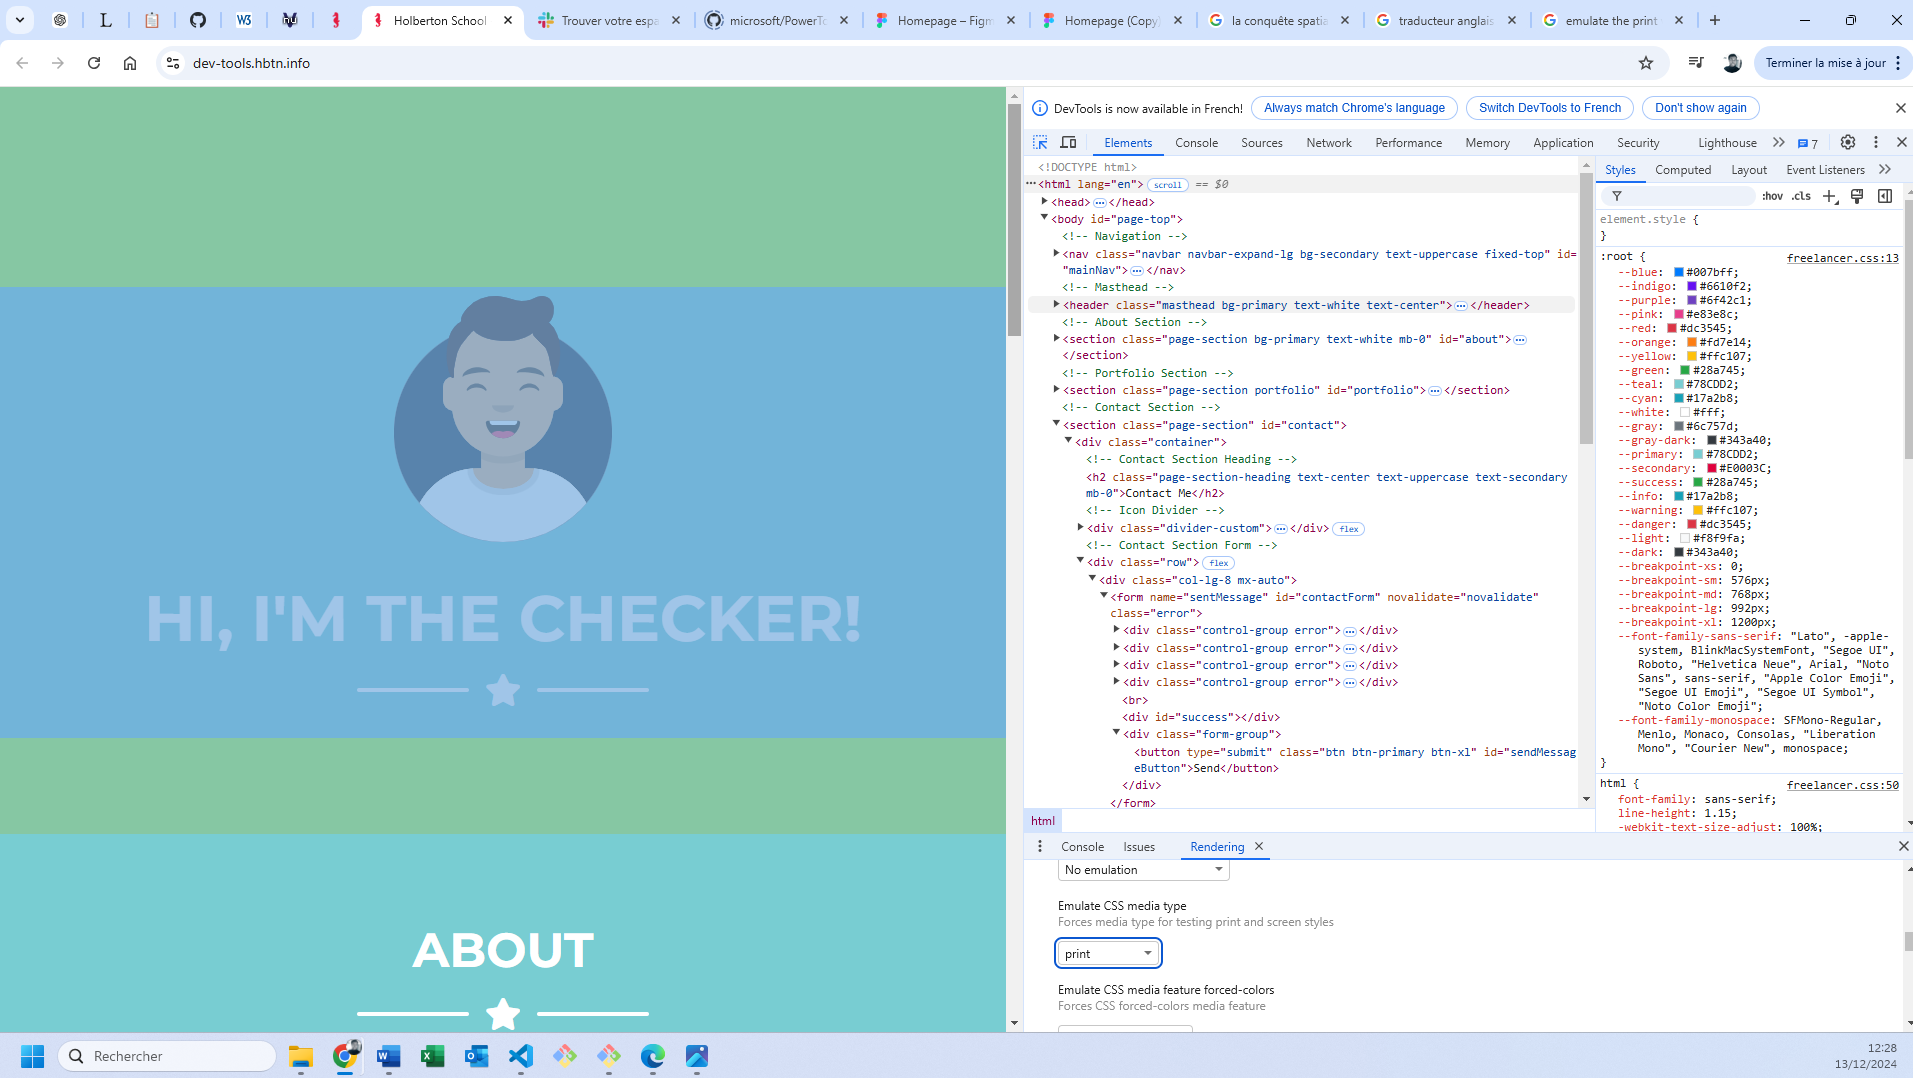 Holberton School
Trouver votre espa
microsoft/PowerTo
Homepage – Figm
Homepage (Copy)
la conquête spatia
traducteur anglais
emulate the print
dev-tools.hbtn.info
Terminer la mise à jour
DevTools is now available in French!
Always match Chrome's language
Switch DevTools to French
Don't show again
Elements
Console
Sources
Network
Performance
Memory
Application
Security
Lighthouse
7
<!DOCTYPE html>
<html lang="en"> scroll == $0
<head> … </head>
<body id="page-top">
<!-- Navigation -->
<nav class="navbar navbar-expand-lg bg-secondary text-uppercase fixed-top" id=
"mainNav"> … </nav>
<!-- Masthead -->
<header class="masthead bg-primary text-white text-center"> … </header>
<!-- About Section -->
<section class="page-section bg-primary text-white mb-0" id="about"> …
</section>
<!-- Portfolio Section -->
<section class="page-section portfolio" id="portfolio"> … </section>
<!-- Contact Section -->
<section class="page-section" id="contact">
<div class="container">
<!-- Contact Section Heading -->
<h2 class="page-section-heading text-center text-uppercase text-secondary
mb-0">Contact Me</h2>
<!-- Icon Divider -->
<div class="divider-custom"> … </div> flex
<!-- Contact Section Form -->
<div class="row"> flex
<div class="col-lg-8 mx-auto">
<form name="sentMessage" id="contactForm" novalidate="novalidate"
class="error">
<div class="control-group error"> … </div>
<div class="control-group error"> … </div>
<div class="control-group error"> … </div>
<div class="control-group error"> … </div>
<br>
<div id="success"></div>
<div class="form-group">
<button type="submit" class="btn btn-primary btn-xl" id="sendMessag
eButton">Send</button>
</div>
</form>
html
Styles
Computed
Layout
Event Listeners
:hov .cls
element.style {
}
:root { freelancer.css:13
--blue: #007bff;
--indigo: #6610f2;
--purple: #6f42c1;
--pink: #e83e8c;
--red: #dc3545;
--orange: #fd7e14;
--yellow: #ffc107;
--green: #28a745;
--teal: #78CDD2;
--cyan: #17a2b8;
--white: #fff;
--gray: #6c757d;
--gray-dark: #343a40;
--primary: #78CDD2;
--secondary: #E0003C;
--success: #28a745;
--info: #17a2b8;
--warning: #ffc107;
--danger: #dc3545;
--light: #f8f9fa;
--dark: #343a40;
--breakpoint-xs: 0;
--breakpoint-sm: 576px;
--breakpoint-md: 768px;
--breakpoint-lg: 992px;
--breakpoint-xl: 1200px;
--font-family-sans-serif: "Lato", -apple-
system, BlinkMacSystemFont, "Segoe UI",
Roboto, "Helvetica Neue", Arial, "Noto
Sans", sans-serif, "Apple Color Emoji",
"Segoe UI Emoji", "Segoe UI Symbol",
"Noto Color Emoji";
--font-family-monospace: SFMono-Regular,
Menlo, Monaco, Consolas, "Liberation
Mono", "Courier New", monospace;
}
html { freelancer.css:50
font-family: sans-serif;
line-height: 1.15;
-webkit-text-size-adjust: 100%;
HI, I'M THE CHECKER!
ABOUT
Console
Issues
Rendering
No emulation
Emulate CSS media type
Forces media type for testing print and screen styles
print
Emulate CSS media feature forced-colors
Forces CSS forced-colors media feature
Rechercher
12:28
13/12/2024